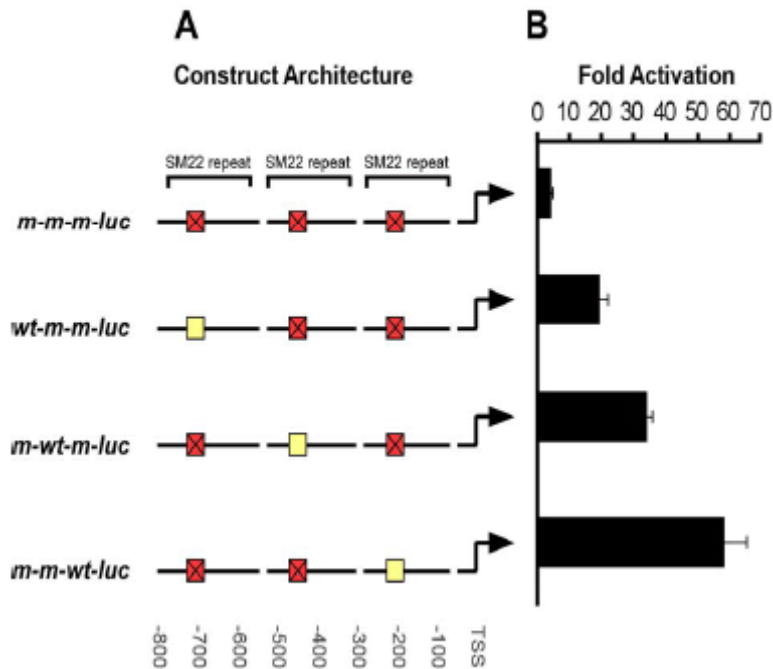 A
B
Construct Architecture
Fold Activation
0 10 20 30 40 50 60 70
SM22 repeat SM22 repeat SM22 repeat
m-m-m-luc
wt-m-m-luc
m-wt-m-luc
m-m-wt-luc
-800 -700 -600 -500 -400 -300 -200 -100 TSS